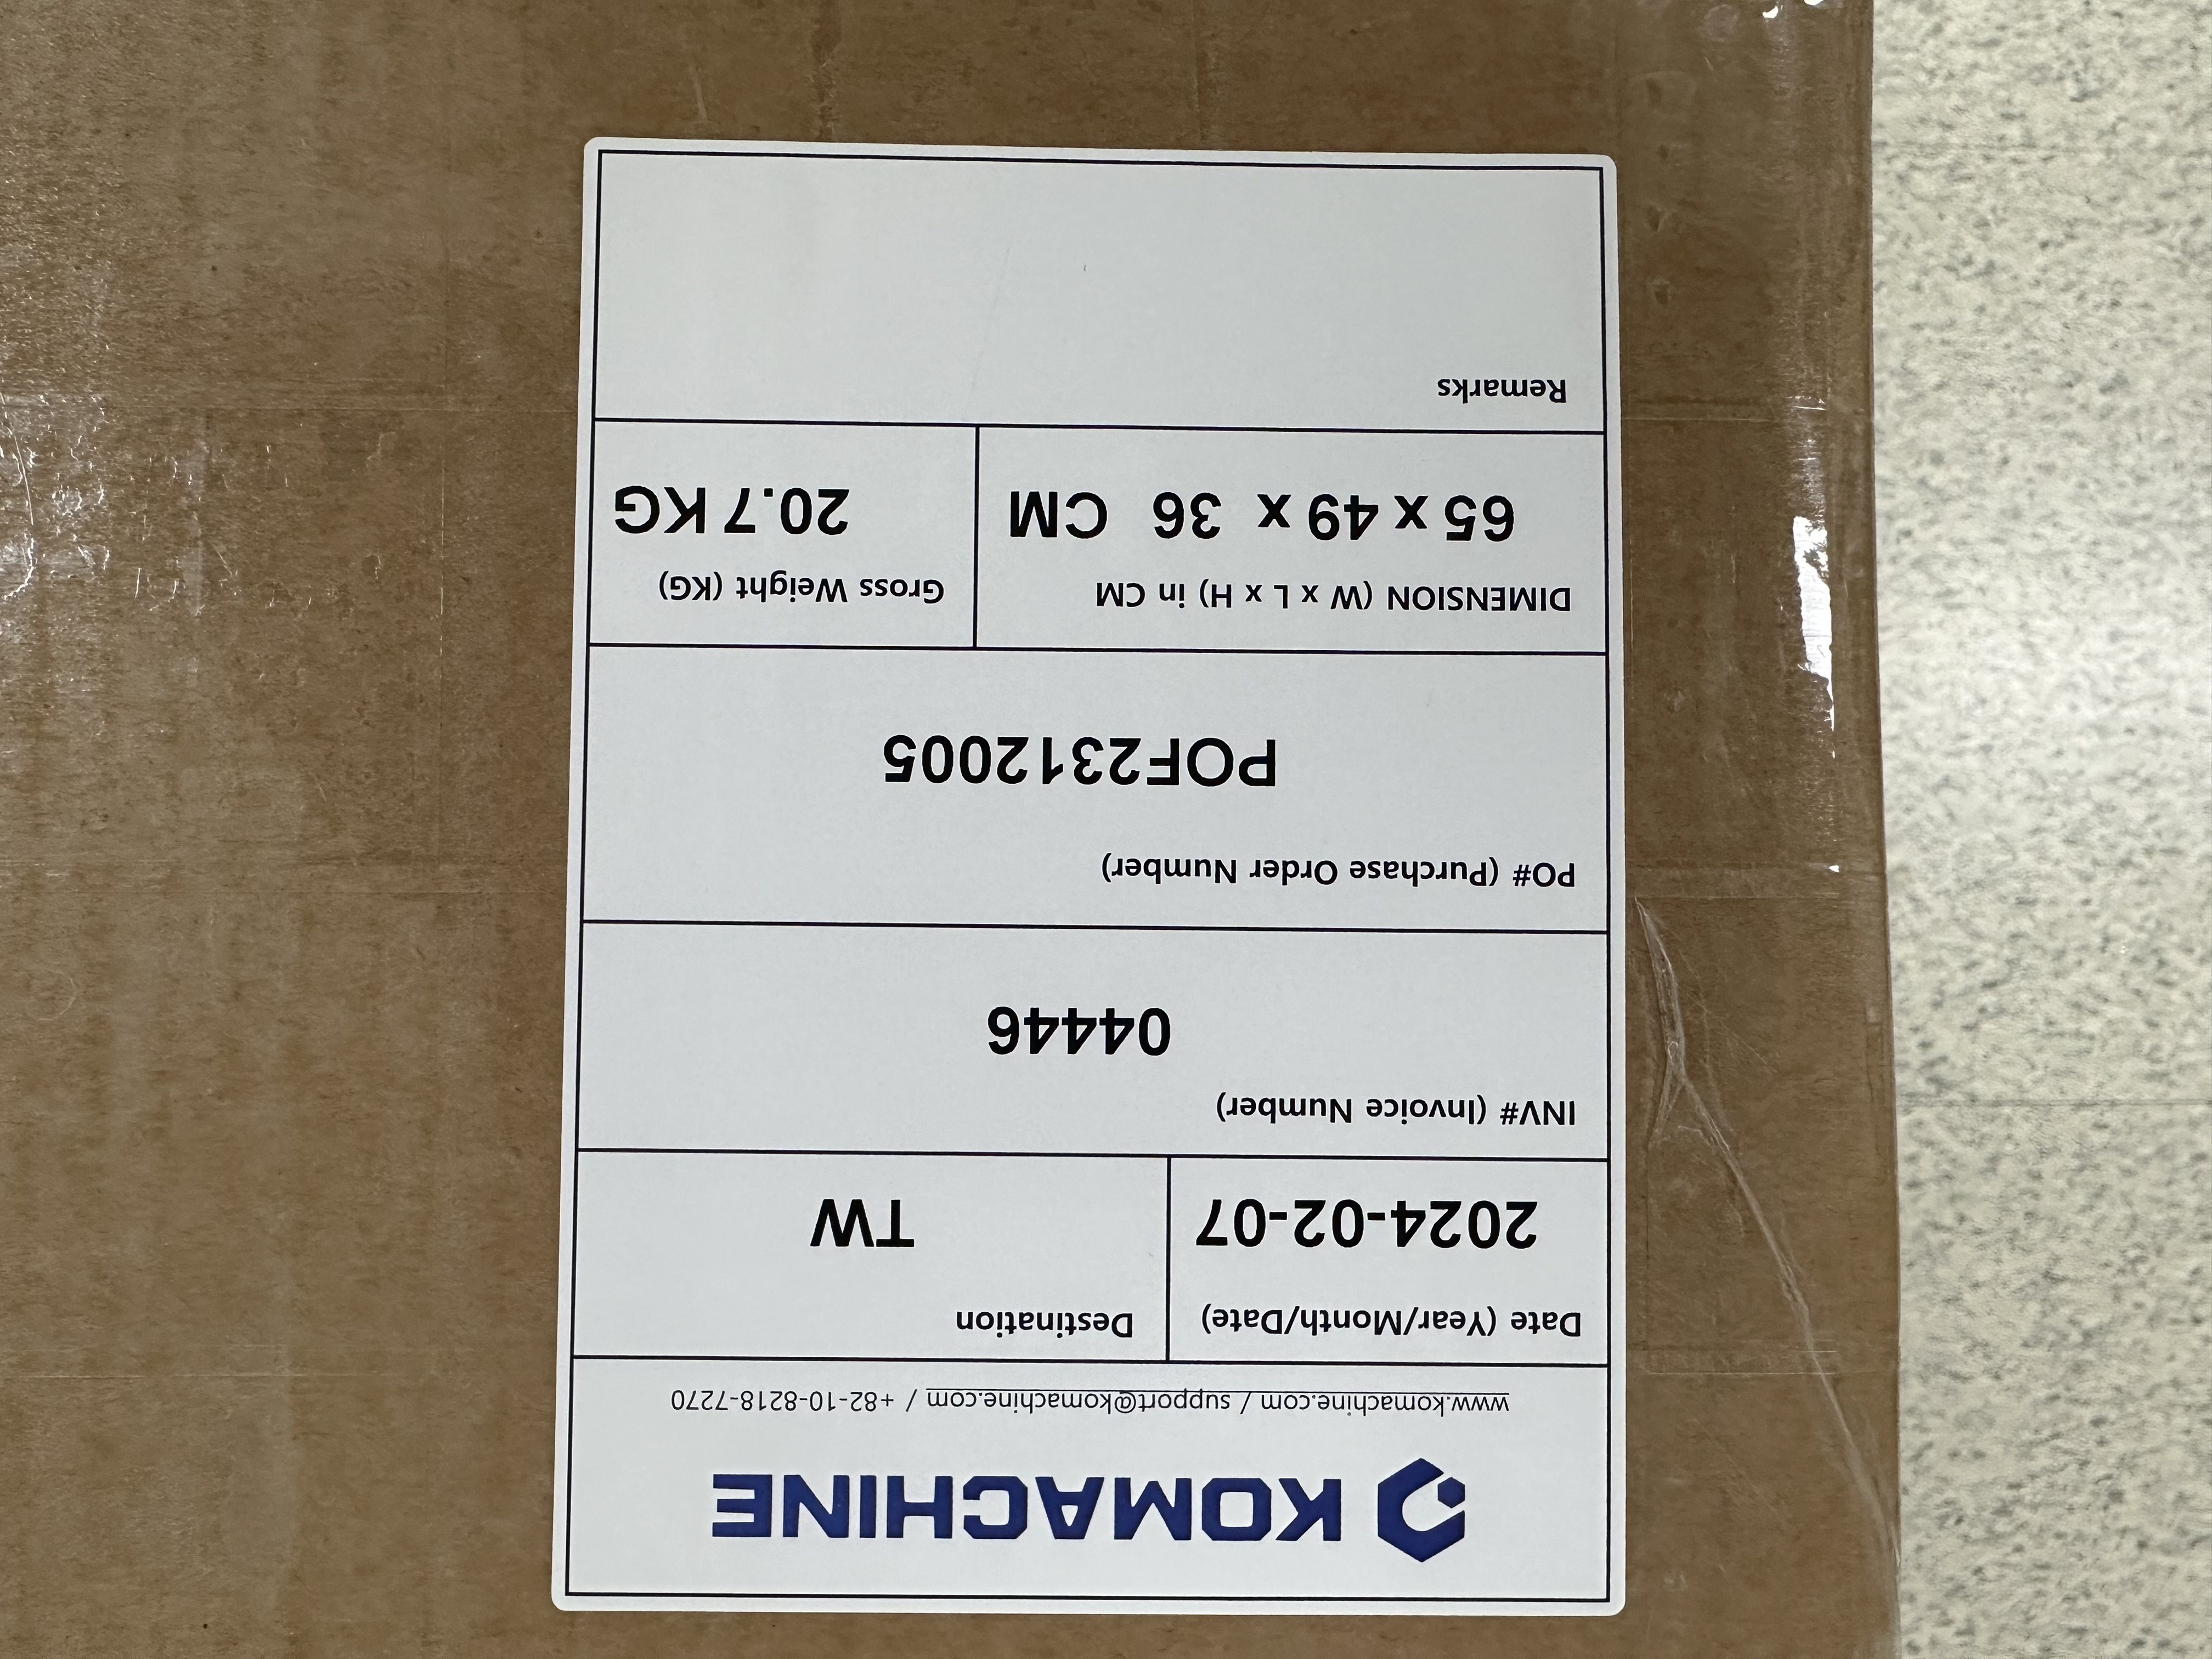 KOMACHINE
www.komachine.com / support@komachine.com / +82-10-8218-7270
Date (Year/Month/Date)
2024-02-07
Destination
TW
INV# (Invoice Number)
04446
PO# (Purchase Order Number)
POF2312005
DIMENSION (W x L x H) in CM
65 x 49 x 36 CM
Gross Weight (KG)
20.7 KG
Remarks